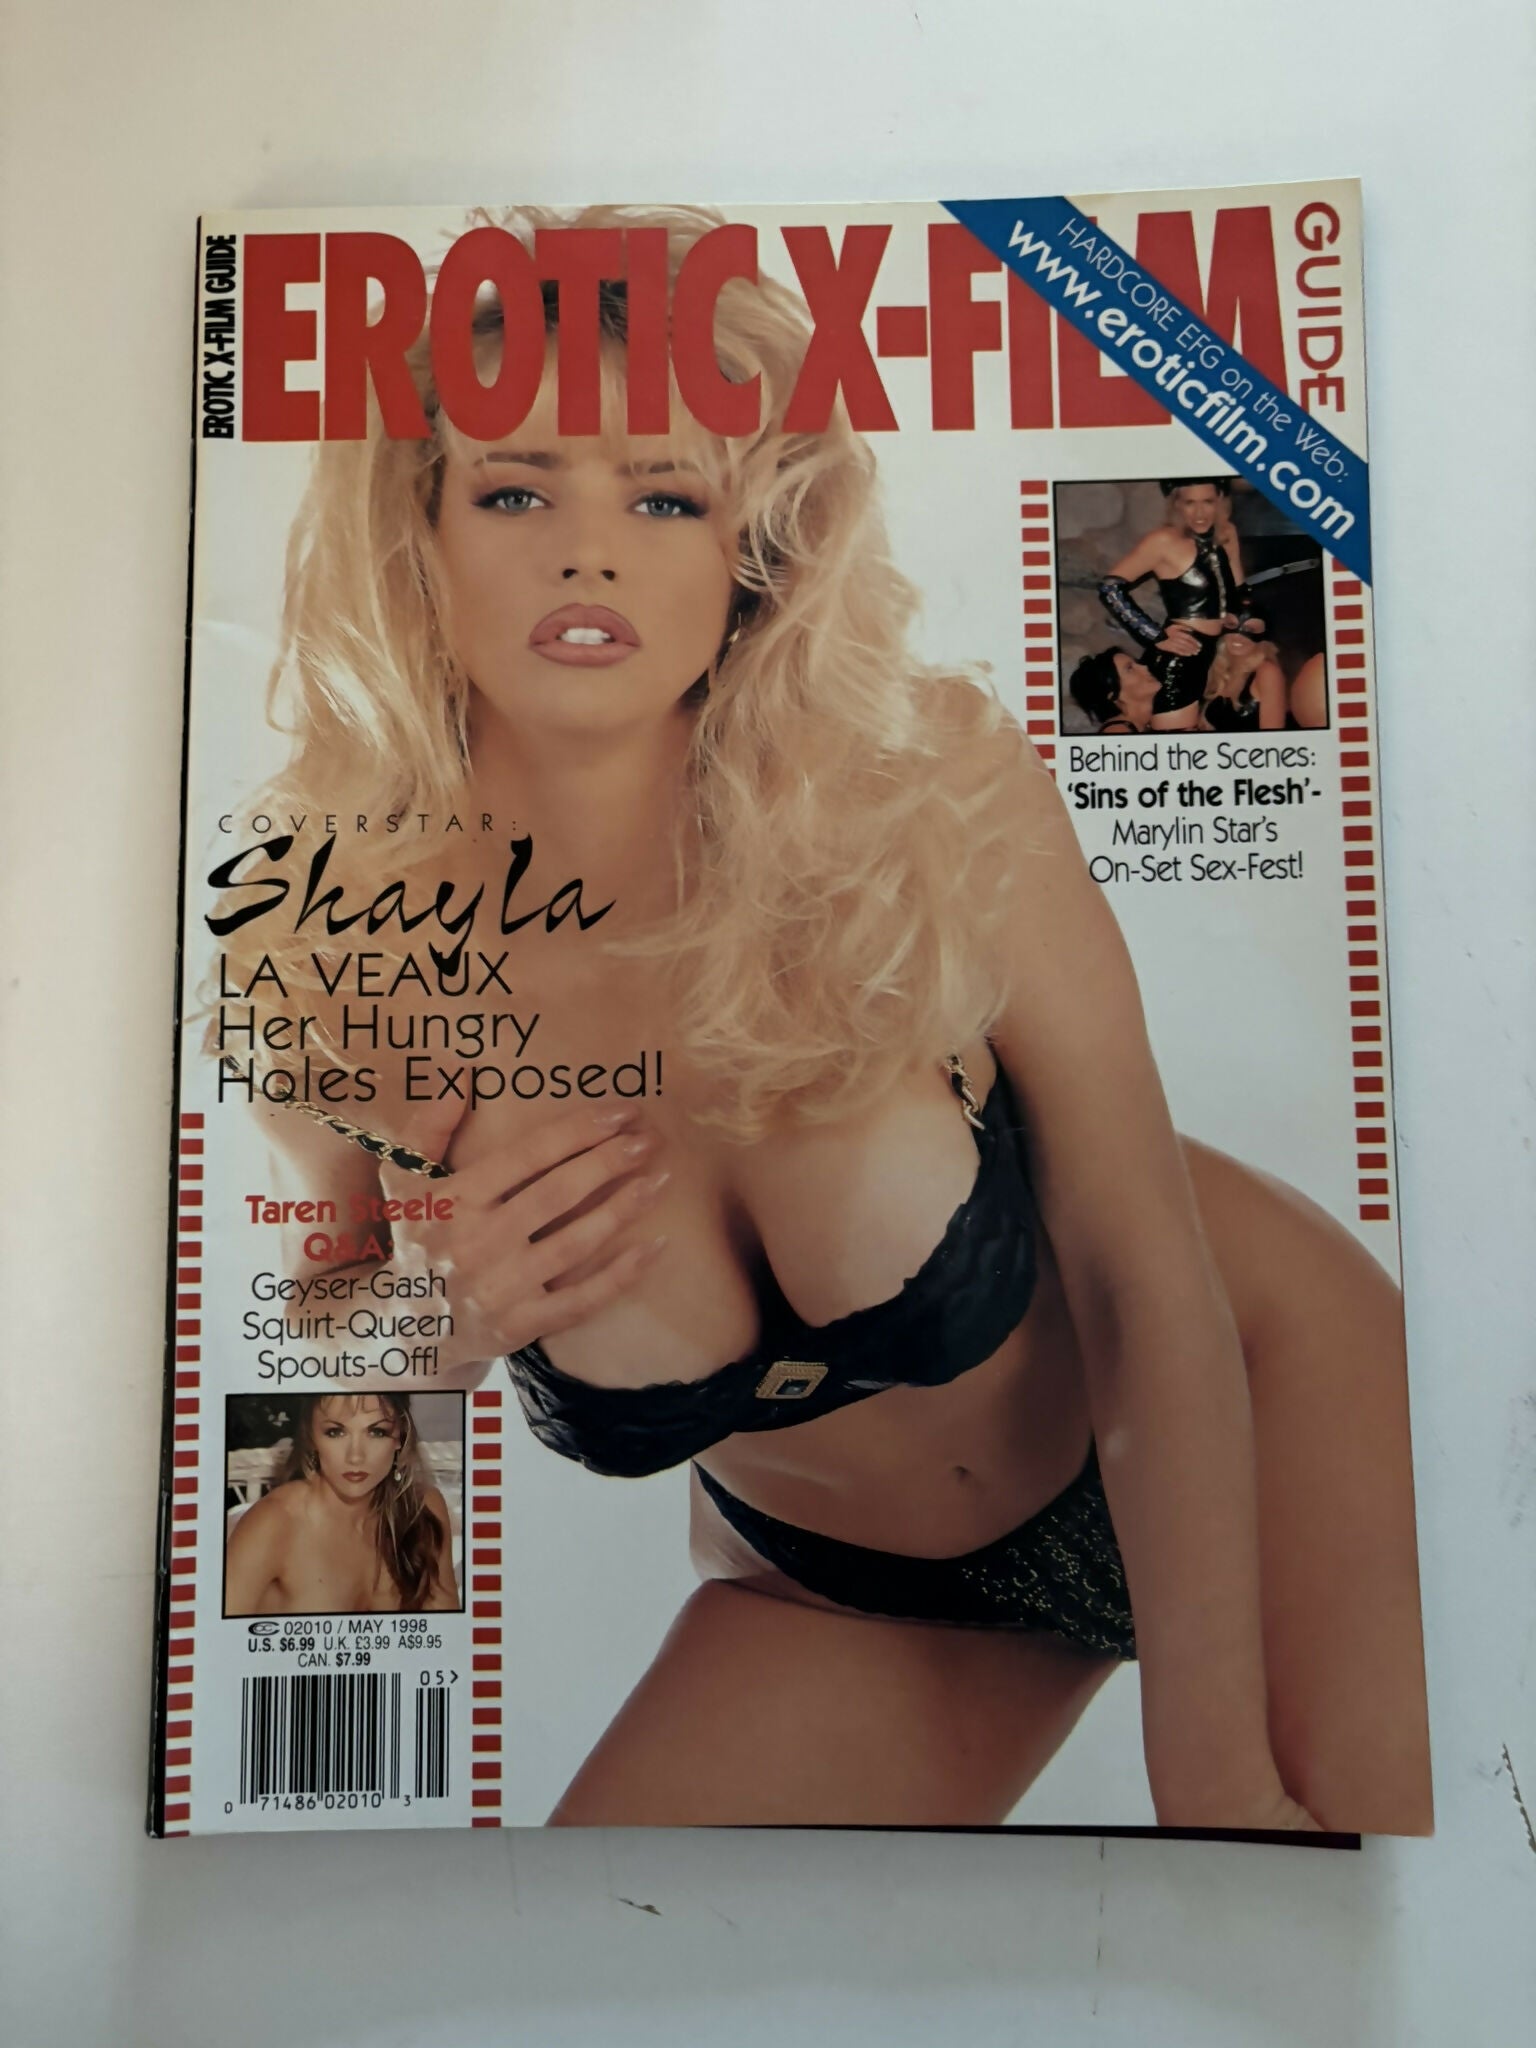 EROTIC X-FILM GUIDE
EROTIC X-FILM
GUIDE
HARDCORE EFG on the Web:
www.eroticfilm.com
Behind the Scenes:
'Sins of the Flesh'-
Marylin Star's
On-Set Sex-Fest!
COVERSTAR:
Shayla
LA VEAUX
Her Hungry
Holes Exposed!
Taren Steele
Q&A:
Geyser-Gash
Squirt-Queen
Spouts-Off!
02010 / MAY 1998
U.S. $6.99 U.K. £3.99 A$9.95
CAN. $7.99
05>
0 71486 02010 3